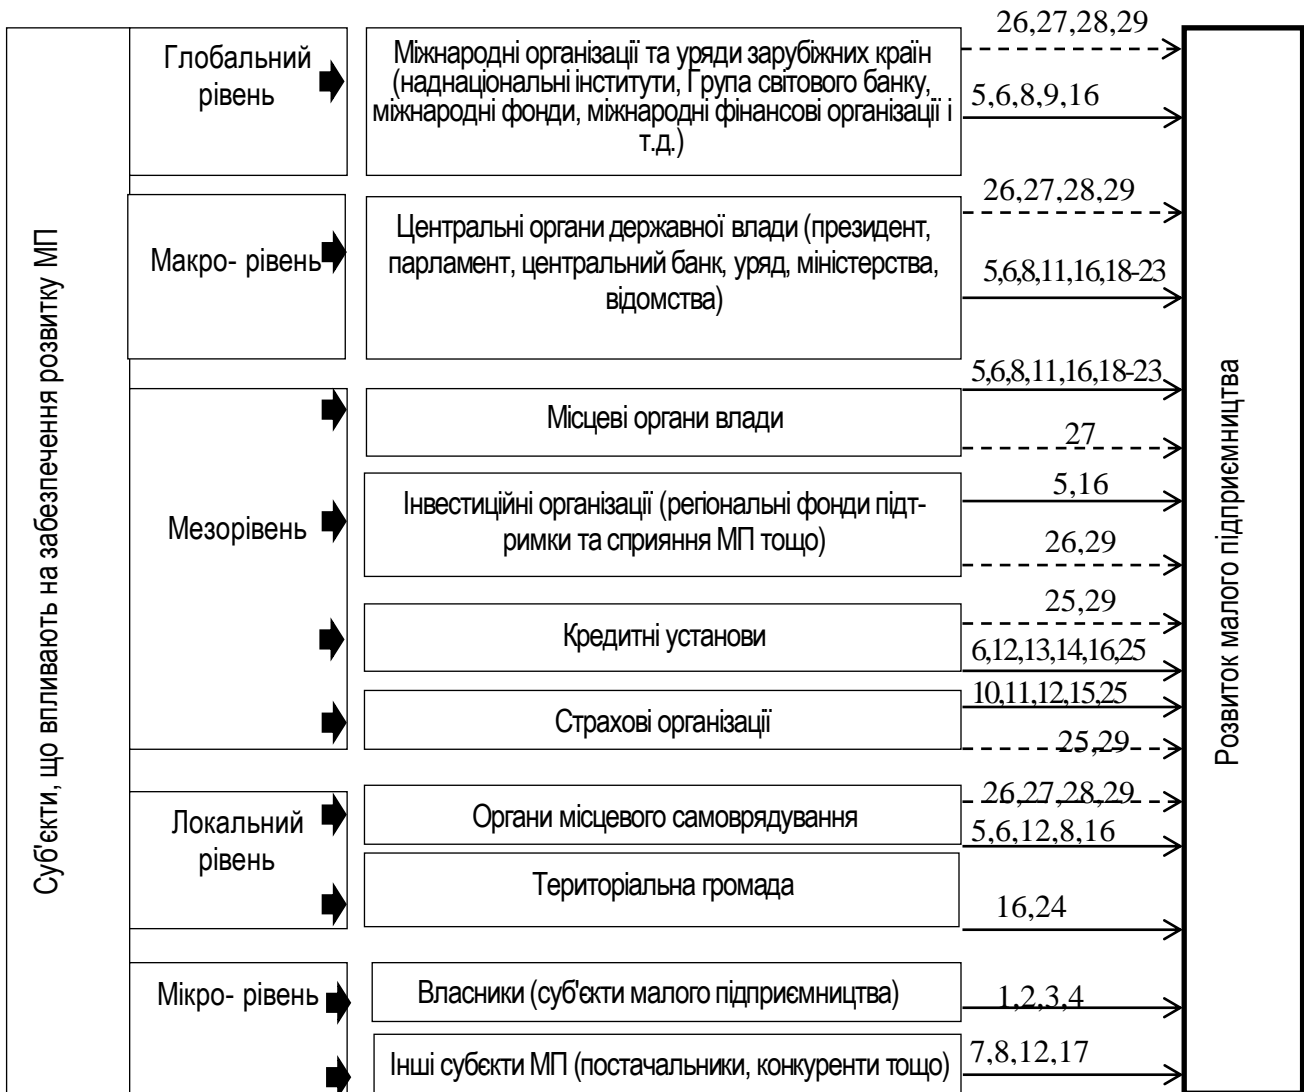 Суб'єкти, що впливають на забезпечення розвитку МП
Глобальний
рівень
Міжнародні організації та уряди зарубіжних країн
(наднаціональні інститути, Група світового банку,
міжнародні фонди, міжнародні фінансові організації і
т.д.)
26,27,28,29
5,6,8,9,16
Макро- рівень
Центральні органи державної влади (президент,
парламент, центральний банк, уряд, міністерства,
відомства)
26,27,28,29
5,6,8,11,16,18-23
Мезорівень
Місцеві органи влади
5,6,8,11,16,18-23
27
Інвестиційні організації (регіональні фонди підт-
римки та сприяння МП тощо)
5,16
26,29
Кредитні установи
25,29
6,12,13,14,16,25
Страхові організації
10,11,12,15,25
25,29
Локальний
рівень
Органи місцевого самоврядування
26,27,28,29
5,6,12,8,16
Територіальна громада
16,24
Мікро- рівень
Власники (суб'єкти малого підприємництва)
1,2,3,4
Інші субєкти МП (постачальники, конкуренти тощо)
7,8,12,17
Розвиток малого підприємництва